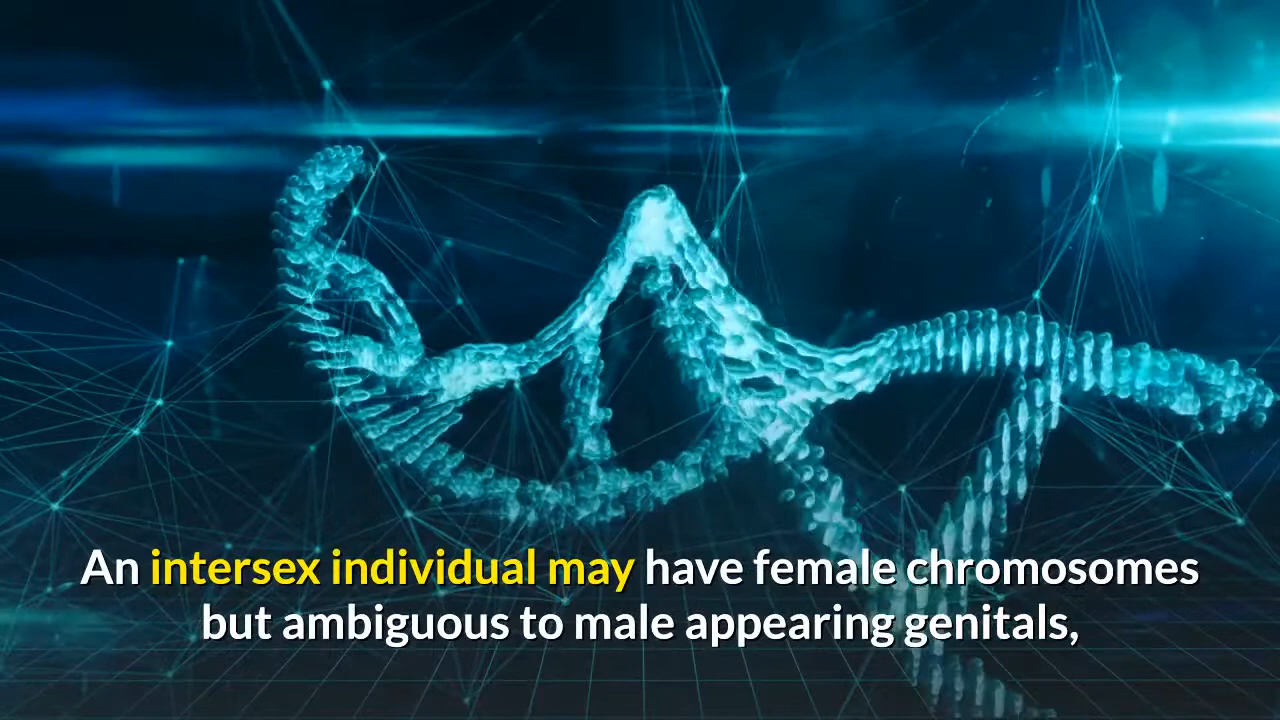 An intersex individual may have female chromosomes
but ambiguous to male appearing genitals,